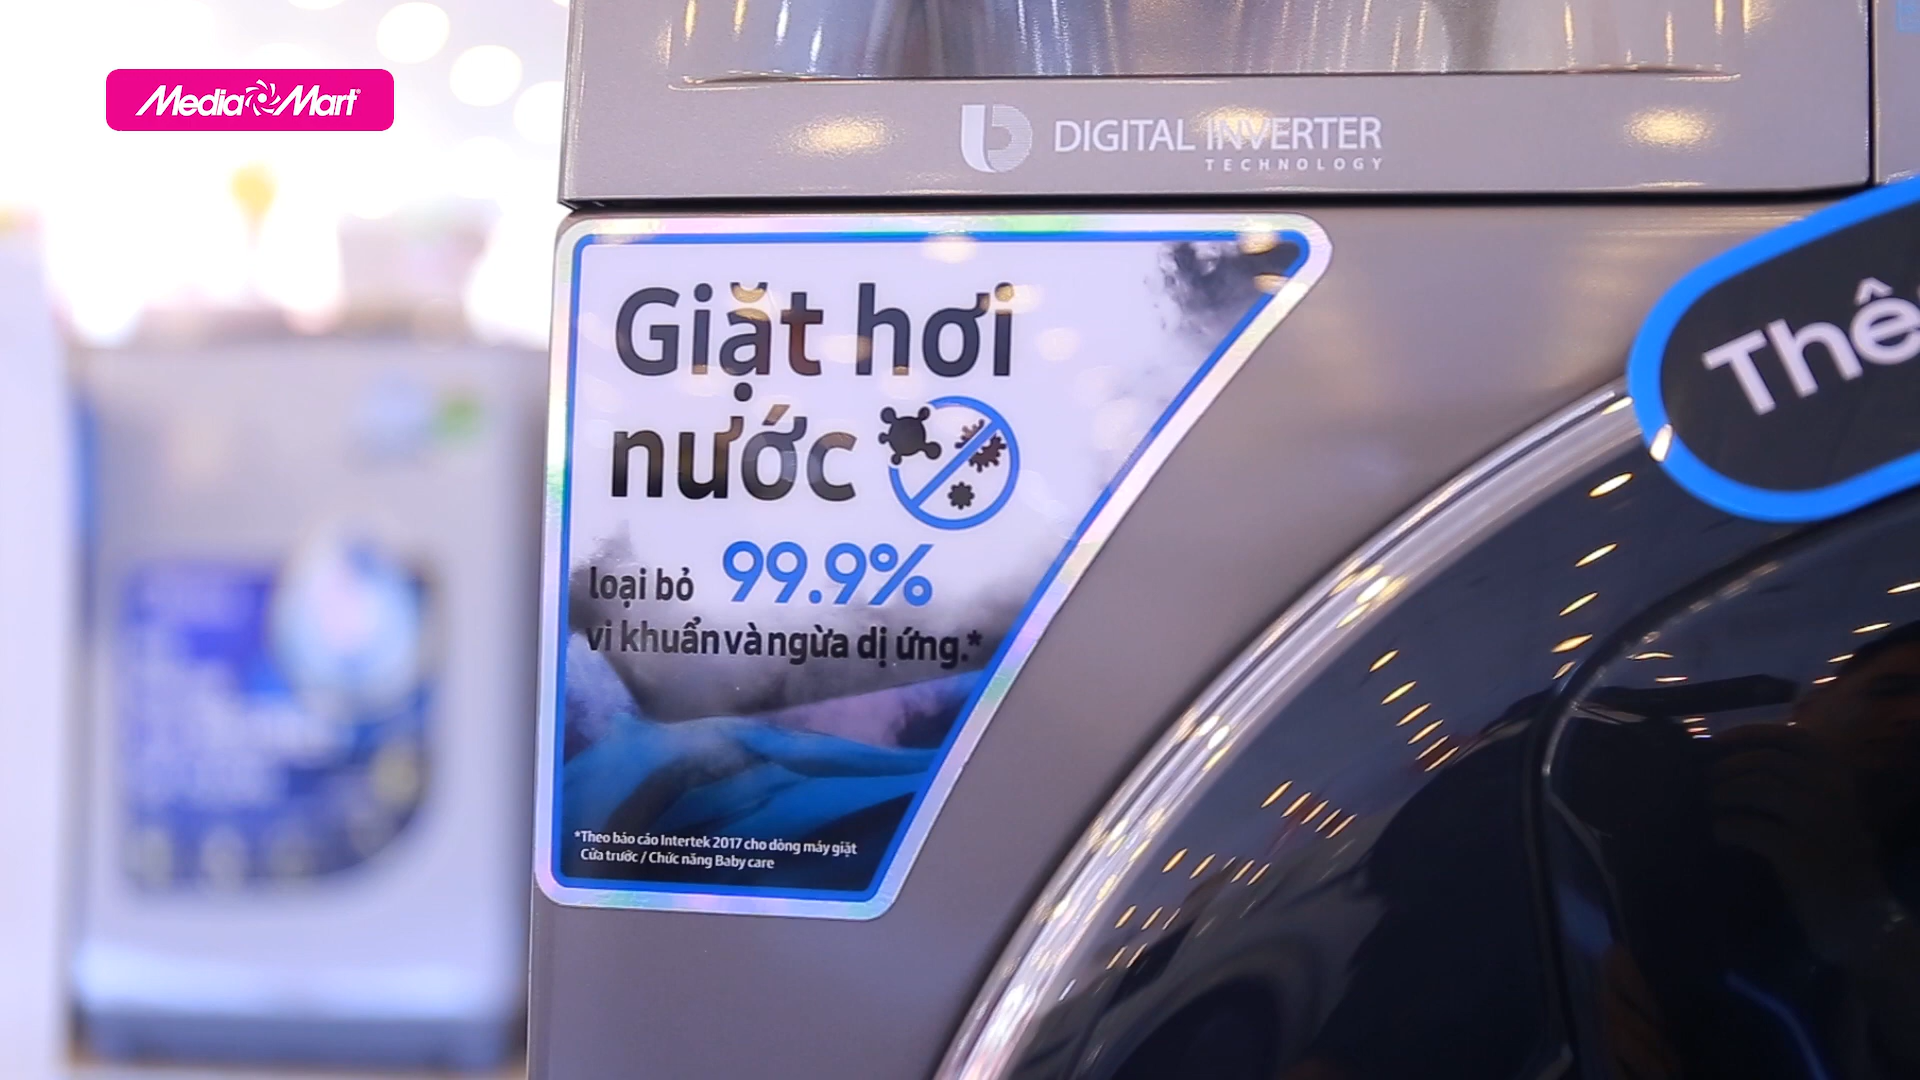 MediaMart
DIGITAL INVERTER
TECHNOLOGY
Giặt hơi
nước
loại bỏ 99.9%
vi khuẩn và ngừa dị ứng.*
*Theo báo cáo Intertek 2017 cho dòng máy giặt
Cửa trước / Chức năng Baby care